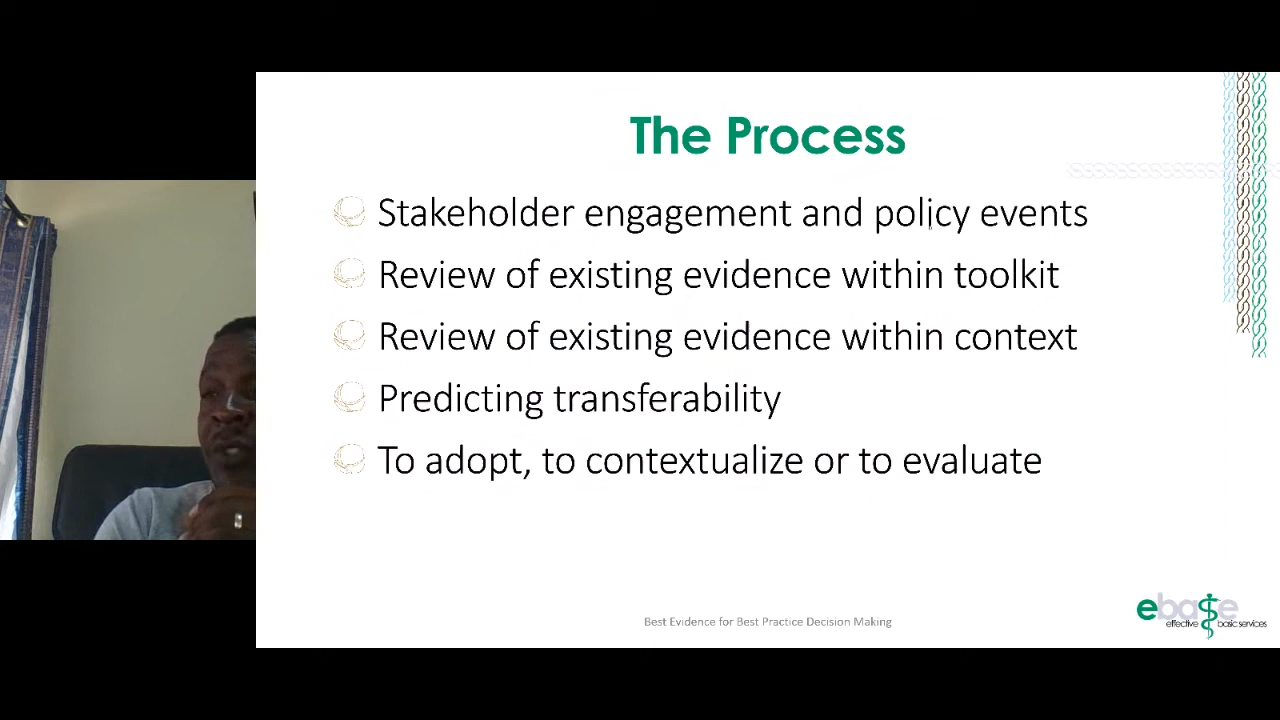 The Process
Stakeholder engagement and policy events
Review of existing evidence within toolkit
Review of existing evidence within context
Predicting transferability
To adopt, to contextualize or to evaluate
Best Evidence for Best Practice Decision Making
ebase
effective basic services